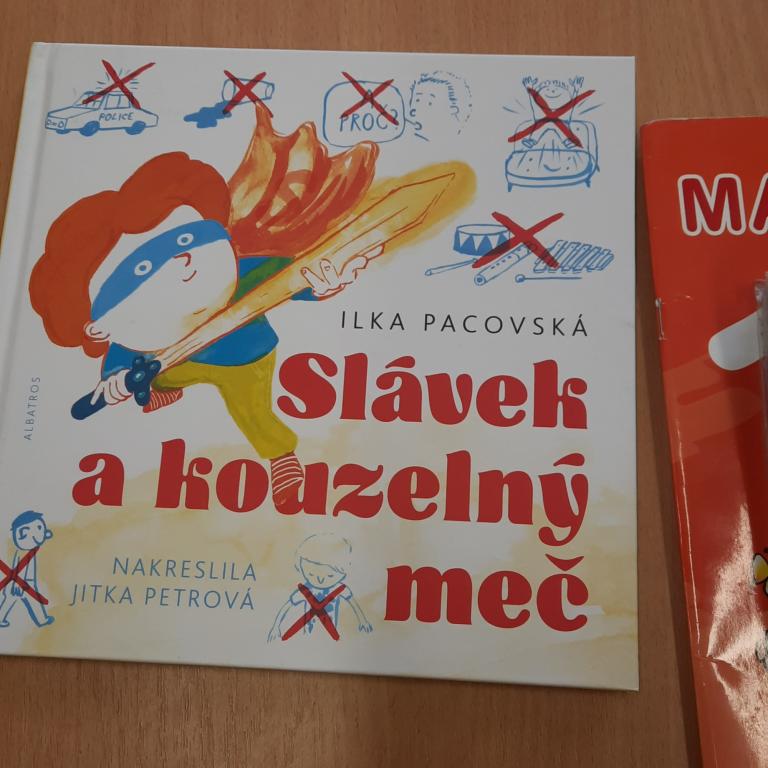 POLICE
PROČ?
ILKA PACOVSKÁ
Slávek
a kouzelný
meč
NAKRESLILA
JITKA PETROVÁ
ALBATROS
MA